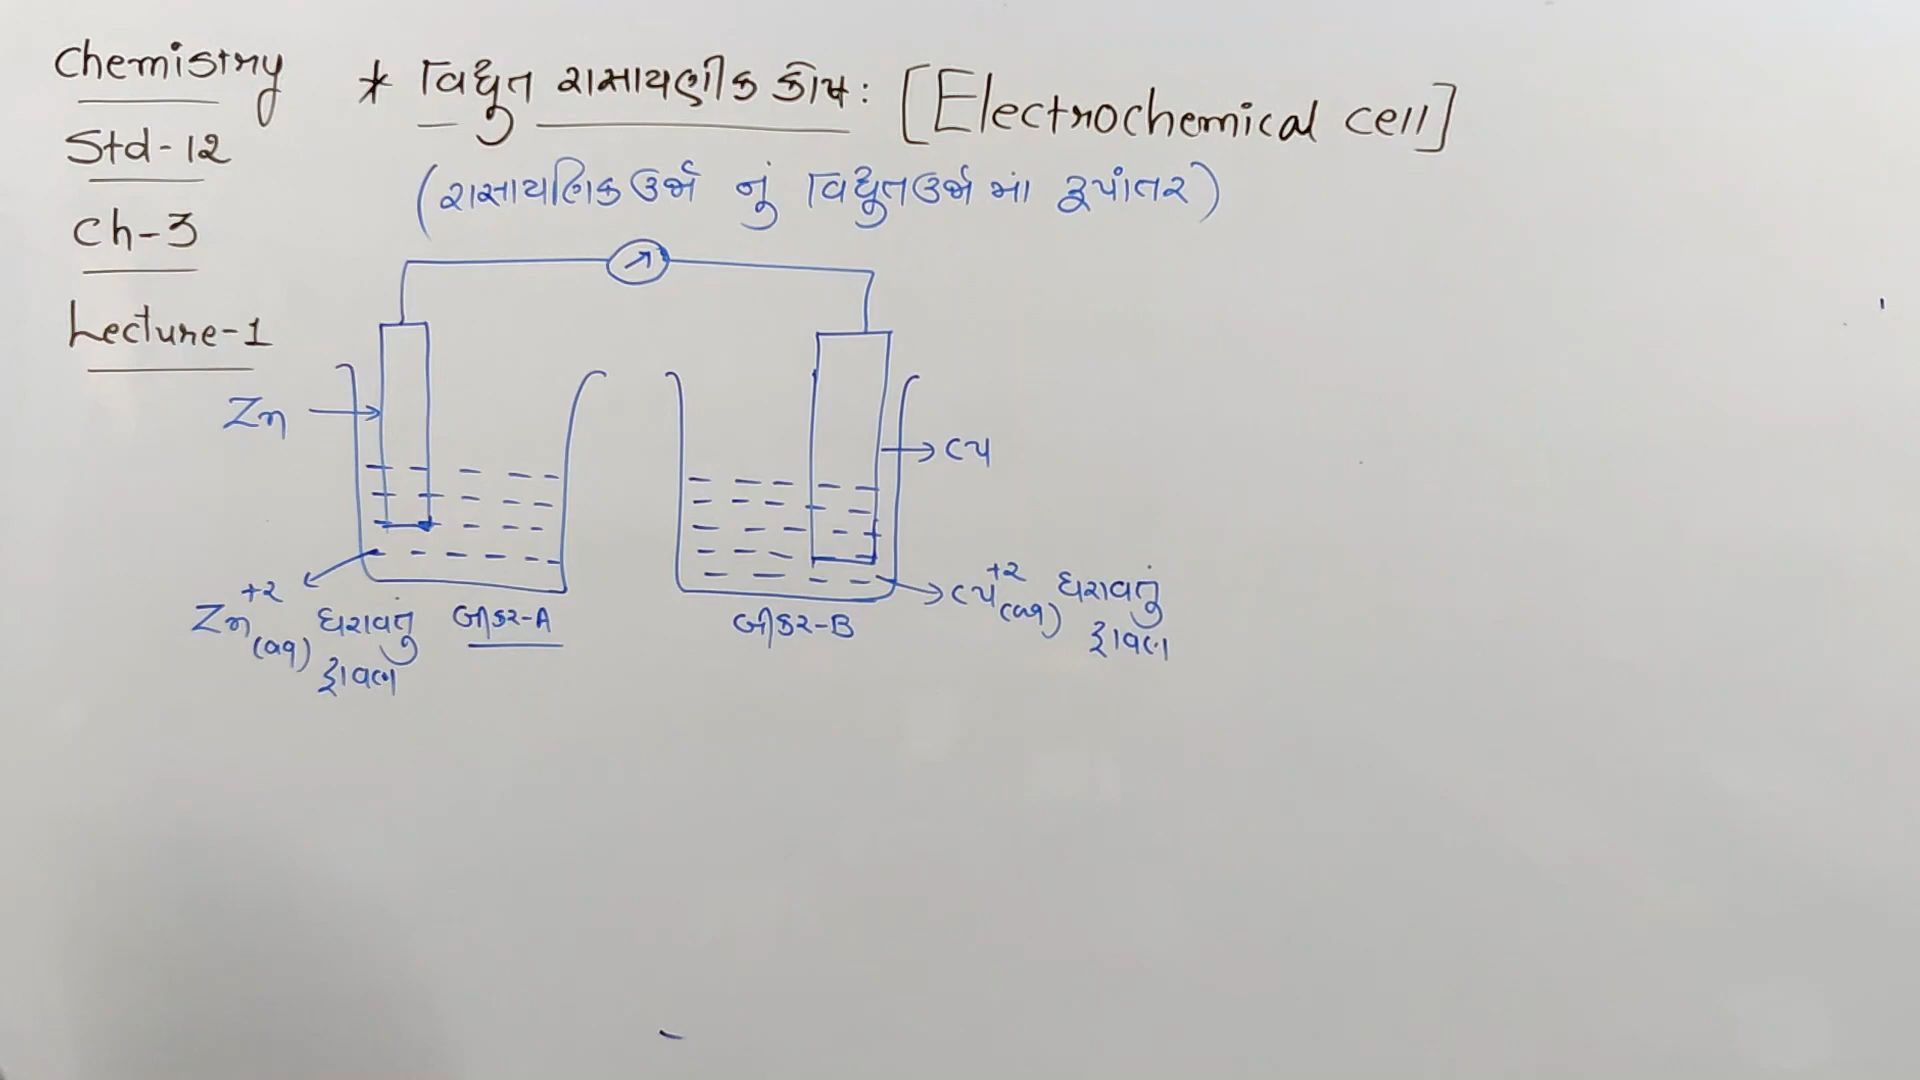 Chemistry
Std-12
Ch-3
Lecture-1
* વિદ્યુત રાસાયણીક કોષ: [Electrochemical cell]
(રાસાયણિક ઉર્જા નું વિદ્યુતઉર્જા માં રૂપાંતર)
Zn
Cu
Zn+2(aq) ધરાવતું
દ્રાવણ
બીકર-A
બીકર-B
Cu+2(aq) ધરાવતું
દ્રાવણ